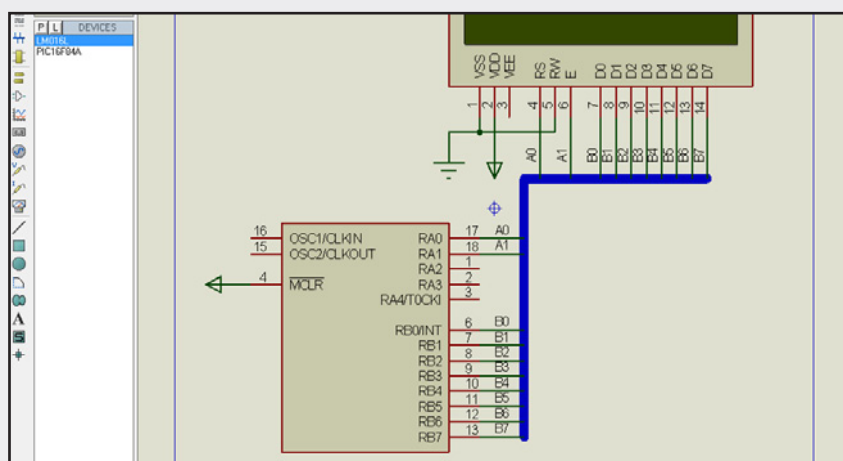 P L DEVICES
LM016L
PIC16F84A
VSS VDD VEE RS RW E D0 D1 D2 D3 D4 D5 D6 D7
1 2 3 4 5 6 7 8 9 10 11 12 13 14
A0 A1 B0 B1 B2 B3 B4 B5 B6 B7
16 OSC1/CLKIN RA0 17 A0
15 OSC2/CLKOUT RA1 18 A1
RA2 1
4 MCLR RA3 2
RA4/T0CKI 3
RB0/INT 6 B0
RB1 7 B1
RB2 8 B2
RB3 9 B3
RB4 10 B4
RB5 11 B5
RB6 12 B6
RB7 13 B7
A
S